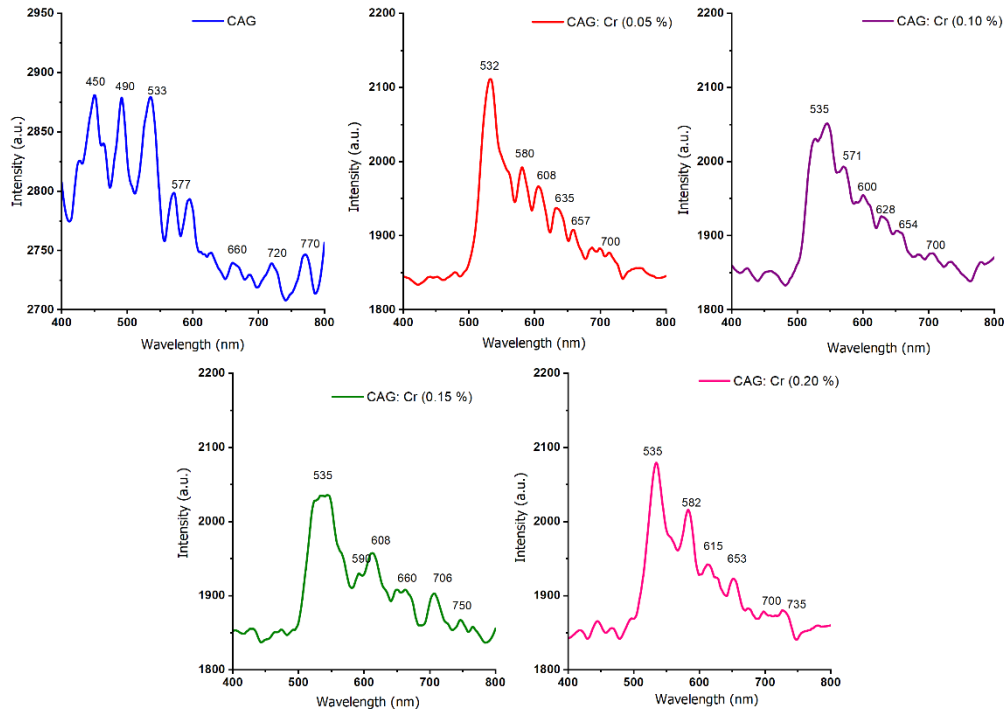 CAG
2950
2900
2850
2800
2750
2700
Intensity (a.u.)
450
490
533
577
660
720
770
400 500 600 700 800
Wavelength (nm)
CAG: Cr (0.05 %)
2200
2100
2000
1900
1800
Intensity (a.u.)
532
580
608
635
657
700
400 500 600 700 800
Wavelength (nm)
CAG: Cr (0.10 %)
2200
2100
2000
1900
1800
Intensity (a.u.)
535
571
600
628
654
700
400 500 600 700 800
Wavelength (nm)
CAG: Cr (0.15 %)
2200
2100
2000
1900
1800
Intensity (a.u.)
535
590
608
660
706
750
400 500 600 700 800
Wavelength (nm)
CAG: Cr (0.20 %)
2200
2100
2000
1900
1800
Intensity (a.u.)
535
582
615
653
700
735
400 500 600 700 800
Wavelength (nm)